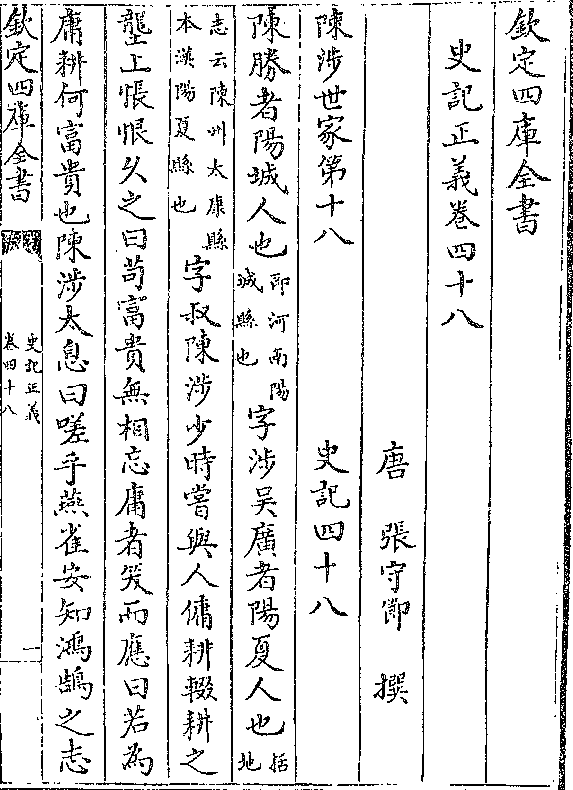 欽定四庫全書
史記正義卷四十八
唐　張守節　撰
陳涉世家第十八　史記四十八
陳勝者陽城人也即河南陽城縣也字涉吴廣者陽夏人也括地
志云陳州太康縣本漢陽夏縣也字叔陳涉少時嘗與人傭耕輟耕之
壟上悵恨久之曰苟富貴無相忘庸者笑而應曰若為
庸耕何富貴也陳涉太息曰嗟乎燕雀安知鴻鵠之志
欽定四庫全書
史記正義
卷四十八
一